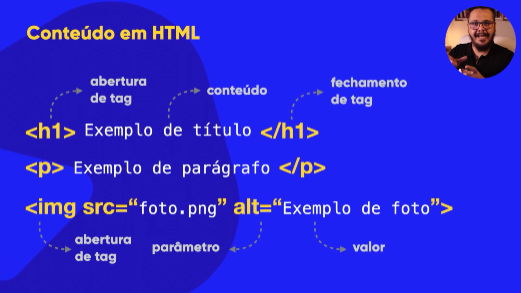 Conteúdo em HTML
abertura
de tag
conteúdo
fechamento
de tag
<h1> Exemplo de título </h1>
<p> Exemplo de parágrafo </p>
<img src=“foto.png” alt=“Exemplo de foto”>
abertura
de tag
parâmetro
valor